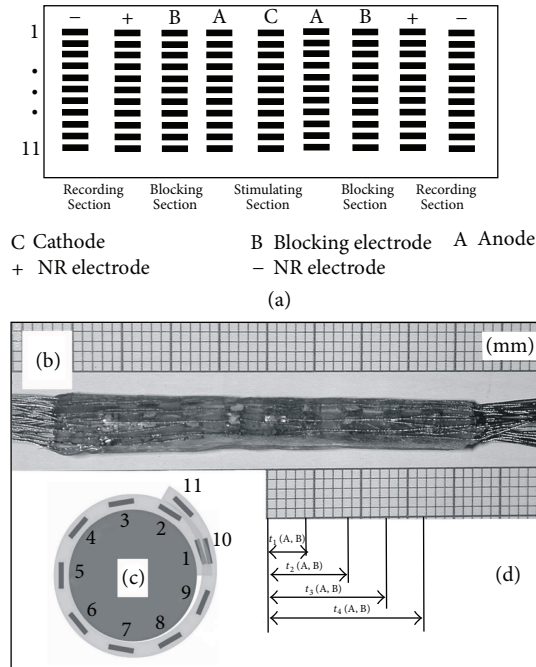 − + B A C A B + −
1
11
Recording Section
Blocking Section
Stimulating Section
Blocking Section
Recording Section
C Cathode
B Blocking electrode
A Anode
+ NR electrode
− NR electrode
(a)
(b)
(mm)
11
3
2
4
10
1
5
(c)
9
6
7
8
t1 (A, B)
t2 (A, B)
t3 (A, B)
t4 (A, B)
(d)